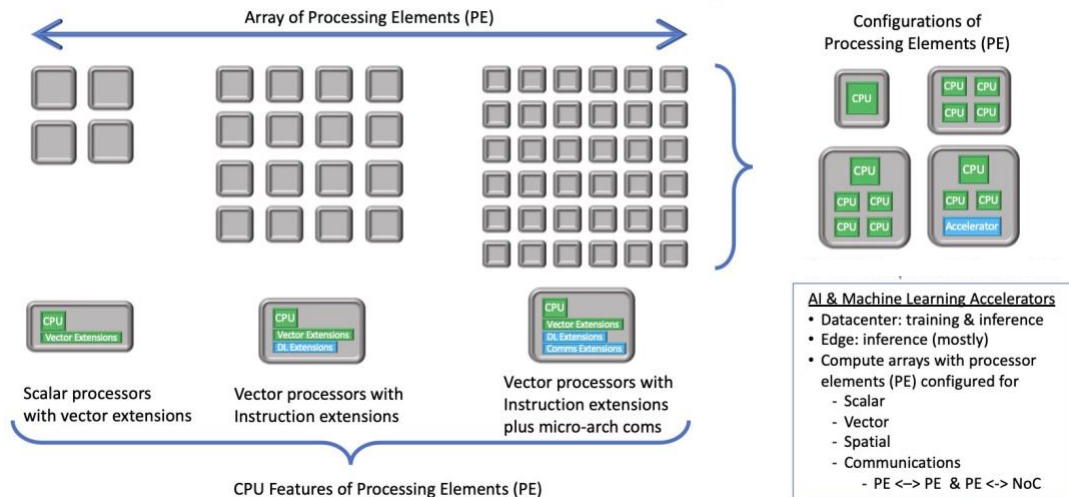 Array of Processing Elements (PE)
Configurations of
Processing Elements (PE)
CPU
CPU CPU
CPU CPU
CPU
CPU CPU
CPU CPU
CPU
CPU CPU
Accelerator
CPU
Vector Extensions
CPU
Vector Extensions
DL Extensions
CPU
Vector Extensions
DL Extensions
Comms Extensions
Scalar processors
with vector extensions
Vector processors with
Instruction extensions
Vector processors with
Instruction extensions
plus micro-arch coms
CPU Features of Processing Elements (PE)
AI & Machine Learning Accelerators
• Datacenter: training & inference
• Edge: inference (mostly)
• Compute arrays with processor
elements (PE) configured for
- Scalar
- Vector
- Spatial
- Communications
- PE <–> PE & PE <-> NoC